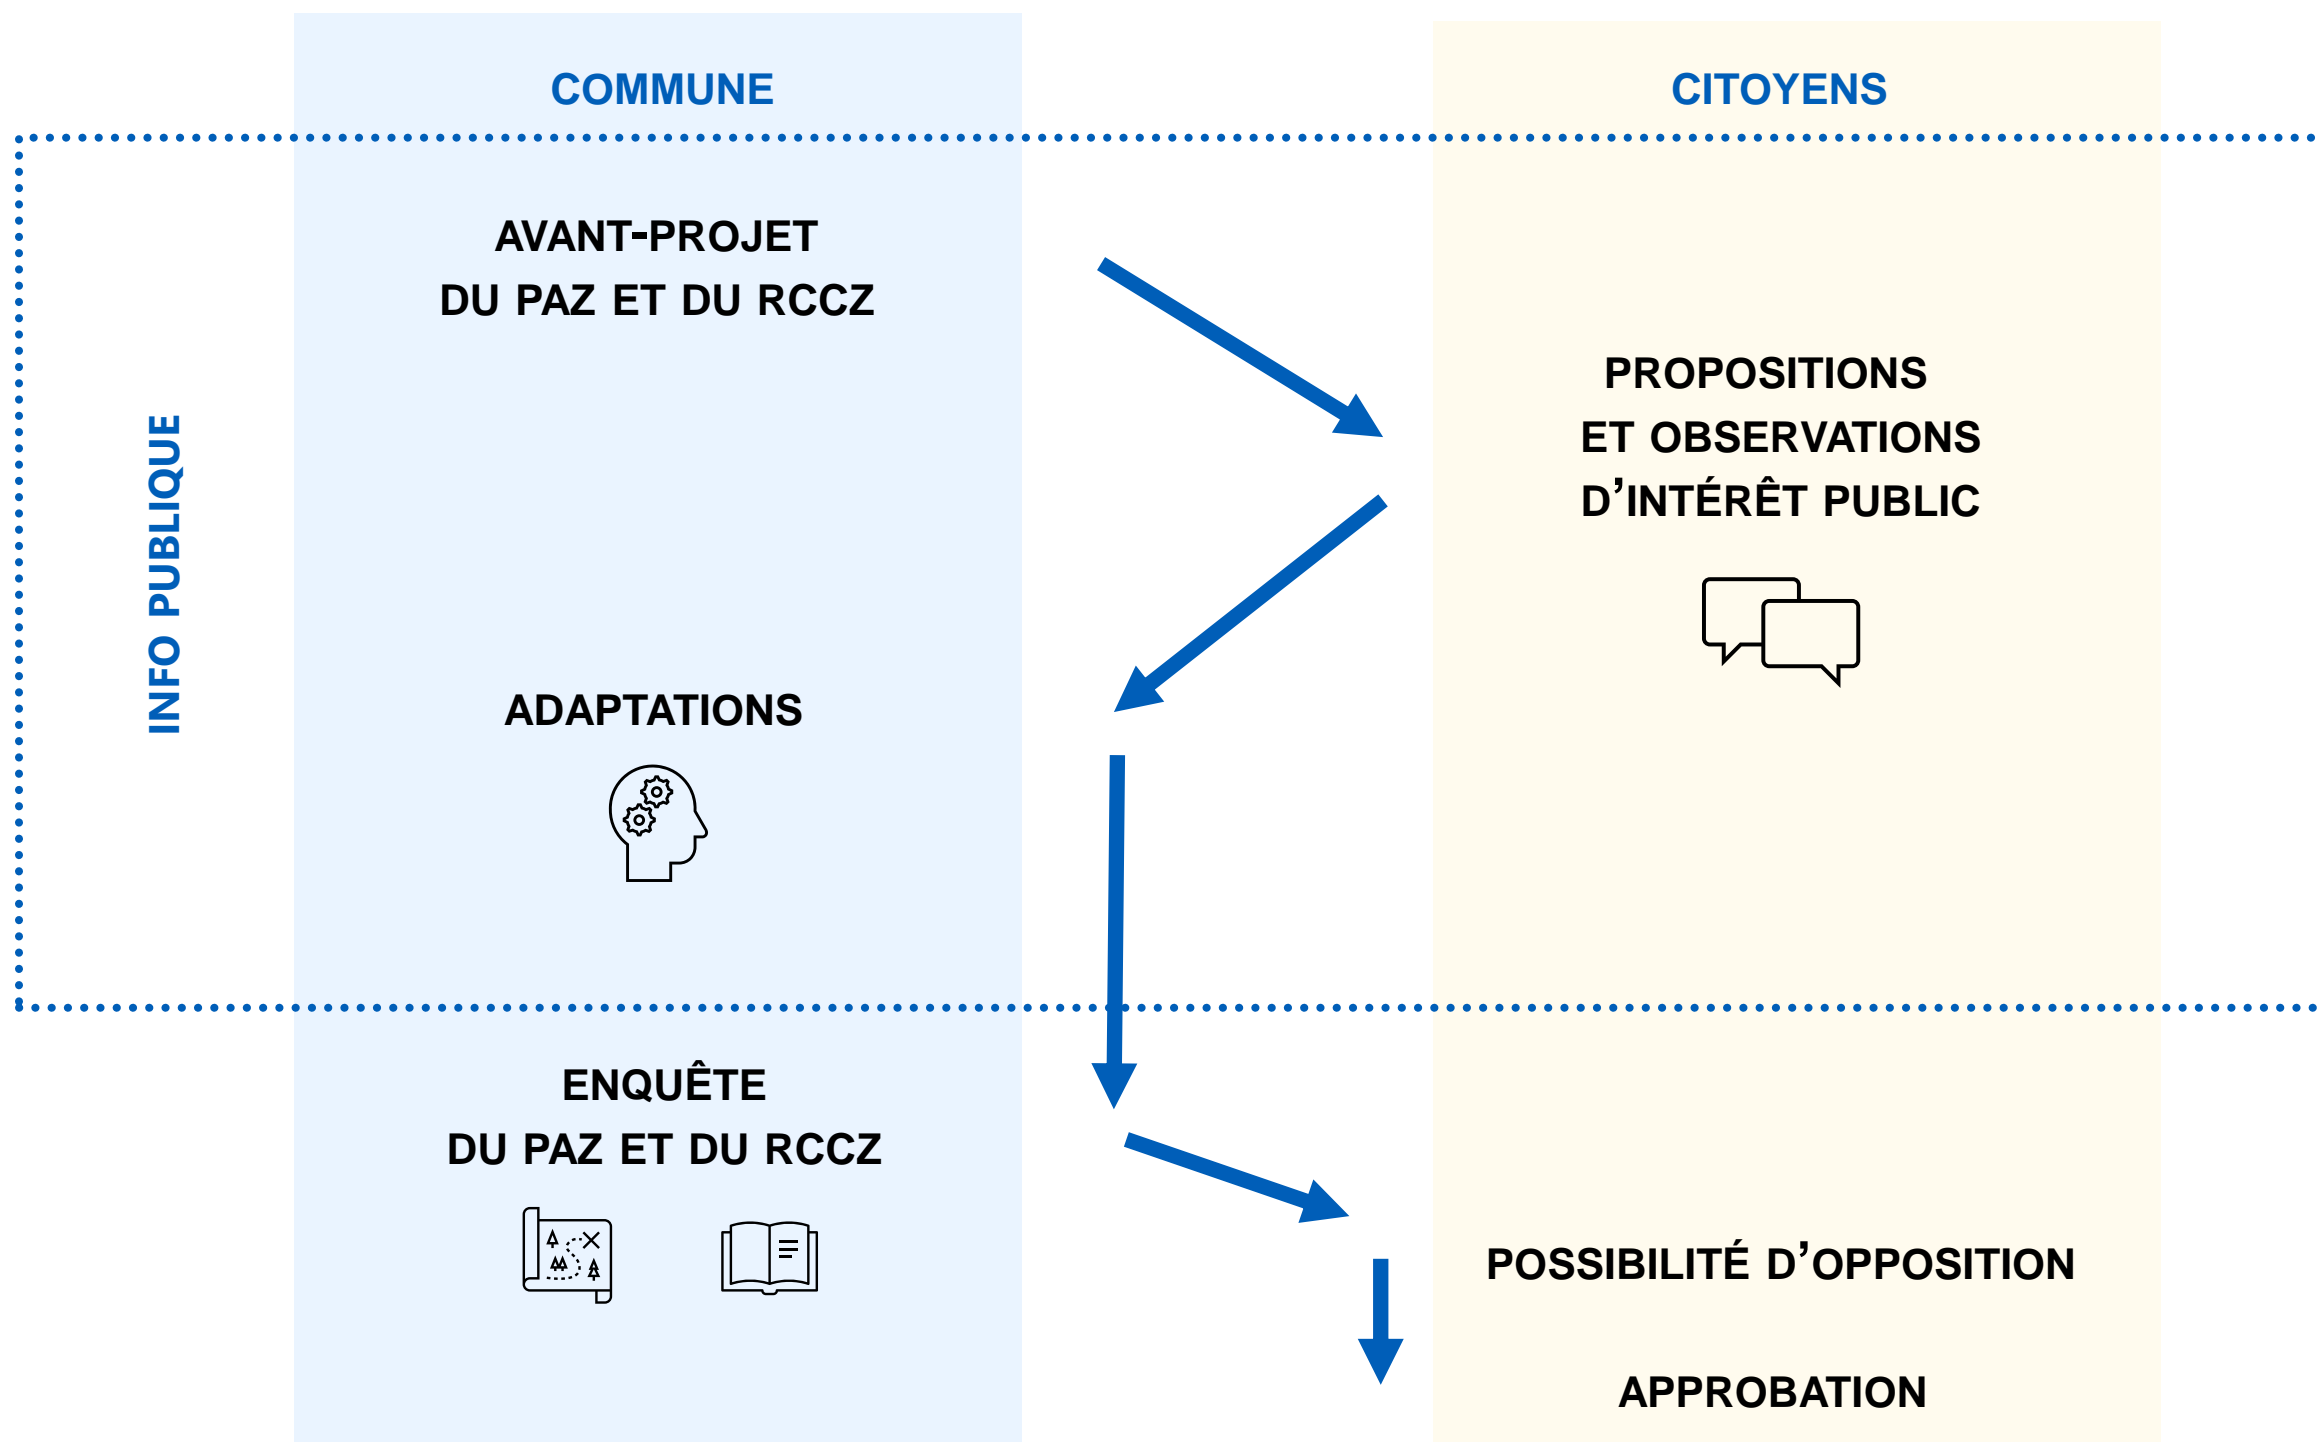 COMMUNE
CITOYENS
INFO PUBLIQUE
AVANT-PROJET
DU PAZ ET DU RCCZ
PROPOSITIONS
ET OBSERVATIONS
D’INTÉRÊT PUBLIC
ADAPTATIONS
ENQUÊTE
DU PAZ ET DU RCCZ
POSSIBILITÉ D’OPPOSITION
APPROBATION